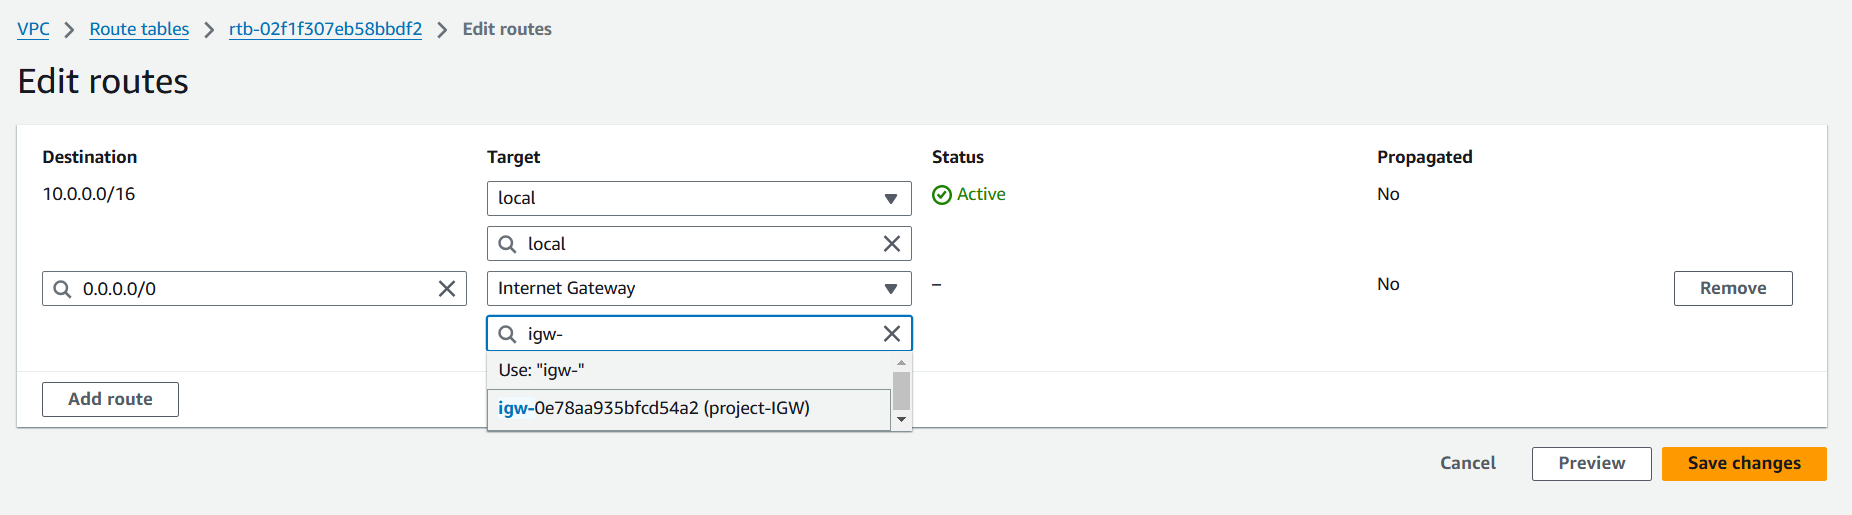 VPC > Route tables > rtb-02f1f307eb58bbdf2 > Edit routes
Edit routes
Destination Target Status Propagated
10.0.0.0/16 local Active No
local
0.0.0.0/0 Internet Gateway – No Remove
igw-
Use: "igw-"
Add route igw-0e78aa935bfcd54a2 (project-IGW)
Cancel Preview Save changes